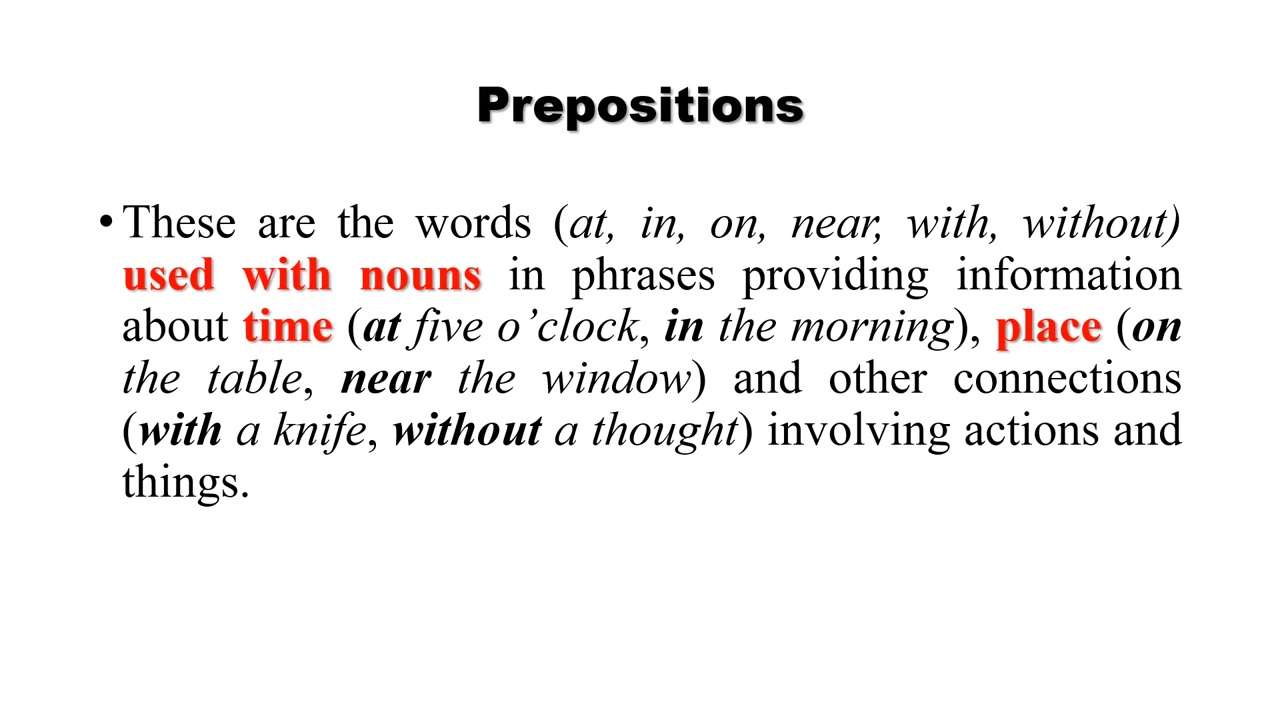 Prepositions
• These are the words (at, in, on, near, with, without)
used with nouns in phrases providing information
about time (at five o’clock, in the morning), place (on
the table, near the window) and other connections
(with a knife, without a thought) involving actions and
things.